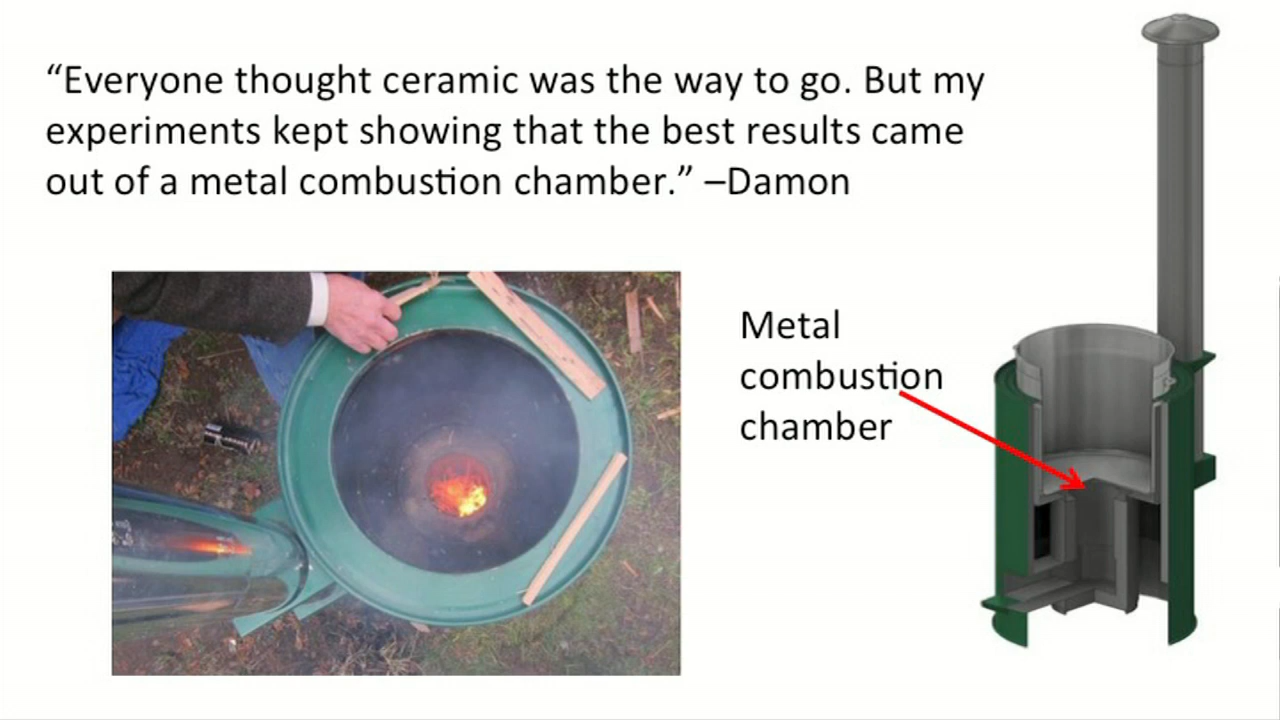 “Everyone thought ceramic was the way to go. But my
experiments kept showing that the best results came
out of a metal combustion chamber.” –Damon
Metal
combustion
chamber